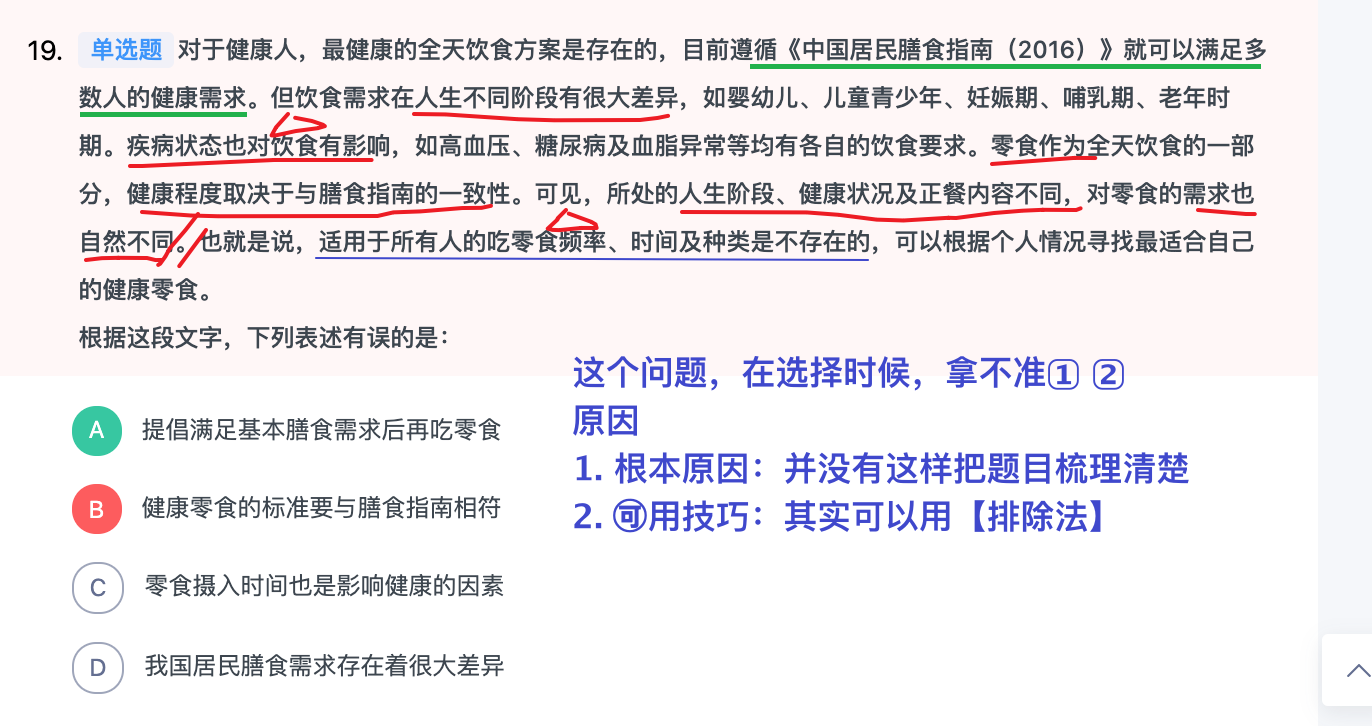 19. 单选题 对于健康人，最健康的全天饮食方案是存在的，目前遵循《中国居民膳食指南（2016）》就可以满足多
数人的健康需求。但饮食需求在人生不同阶段有很大差异，如婴幼儿、儿童青少年、妊娠期、哺乳期、老年时
期。疾病状态也对饮食有影响，如高血压、糖尿病及血脂异常等均有各自的饮食要求。零食作为全天饮食的一部
分，健康程度取决于与膳食指南的一致性。可见，所处的人生阶段、健康状况及正餐内容不同，对零食的需求也
自然不同。也就是说，适用于所有人的吃零食频率、时间及种类是不存在的，可以根据个人情况寻找最适合自己
的健康零食。
根据这段文字，下列表述有误的是：
这个问题，在选择时候，拿不准1️⃣ 2️⃣
原因
1. 根本原因：并没有这样把题目梳理清楚
2. 🉑用技巧：其实可以用【排除法】
A 提倡满足基本膳食需求后再吃零食
B 健康零食的标准要与膳食指南相符
C 零食摄入时间也是影响健康的因素
D 我国居民膳食需求存在着很大差异